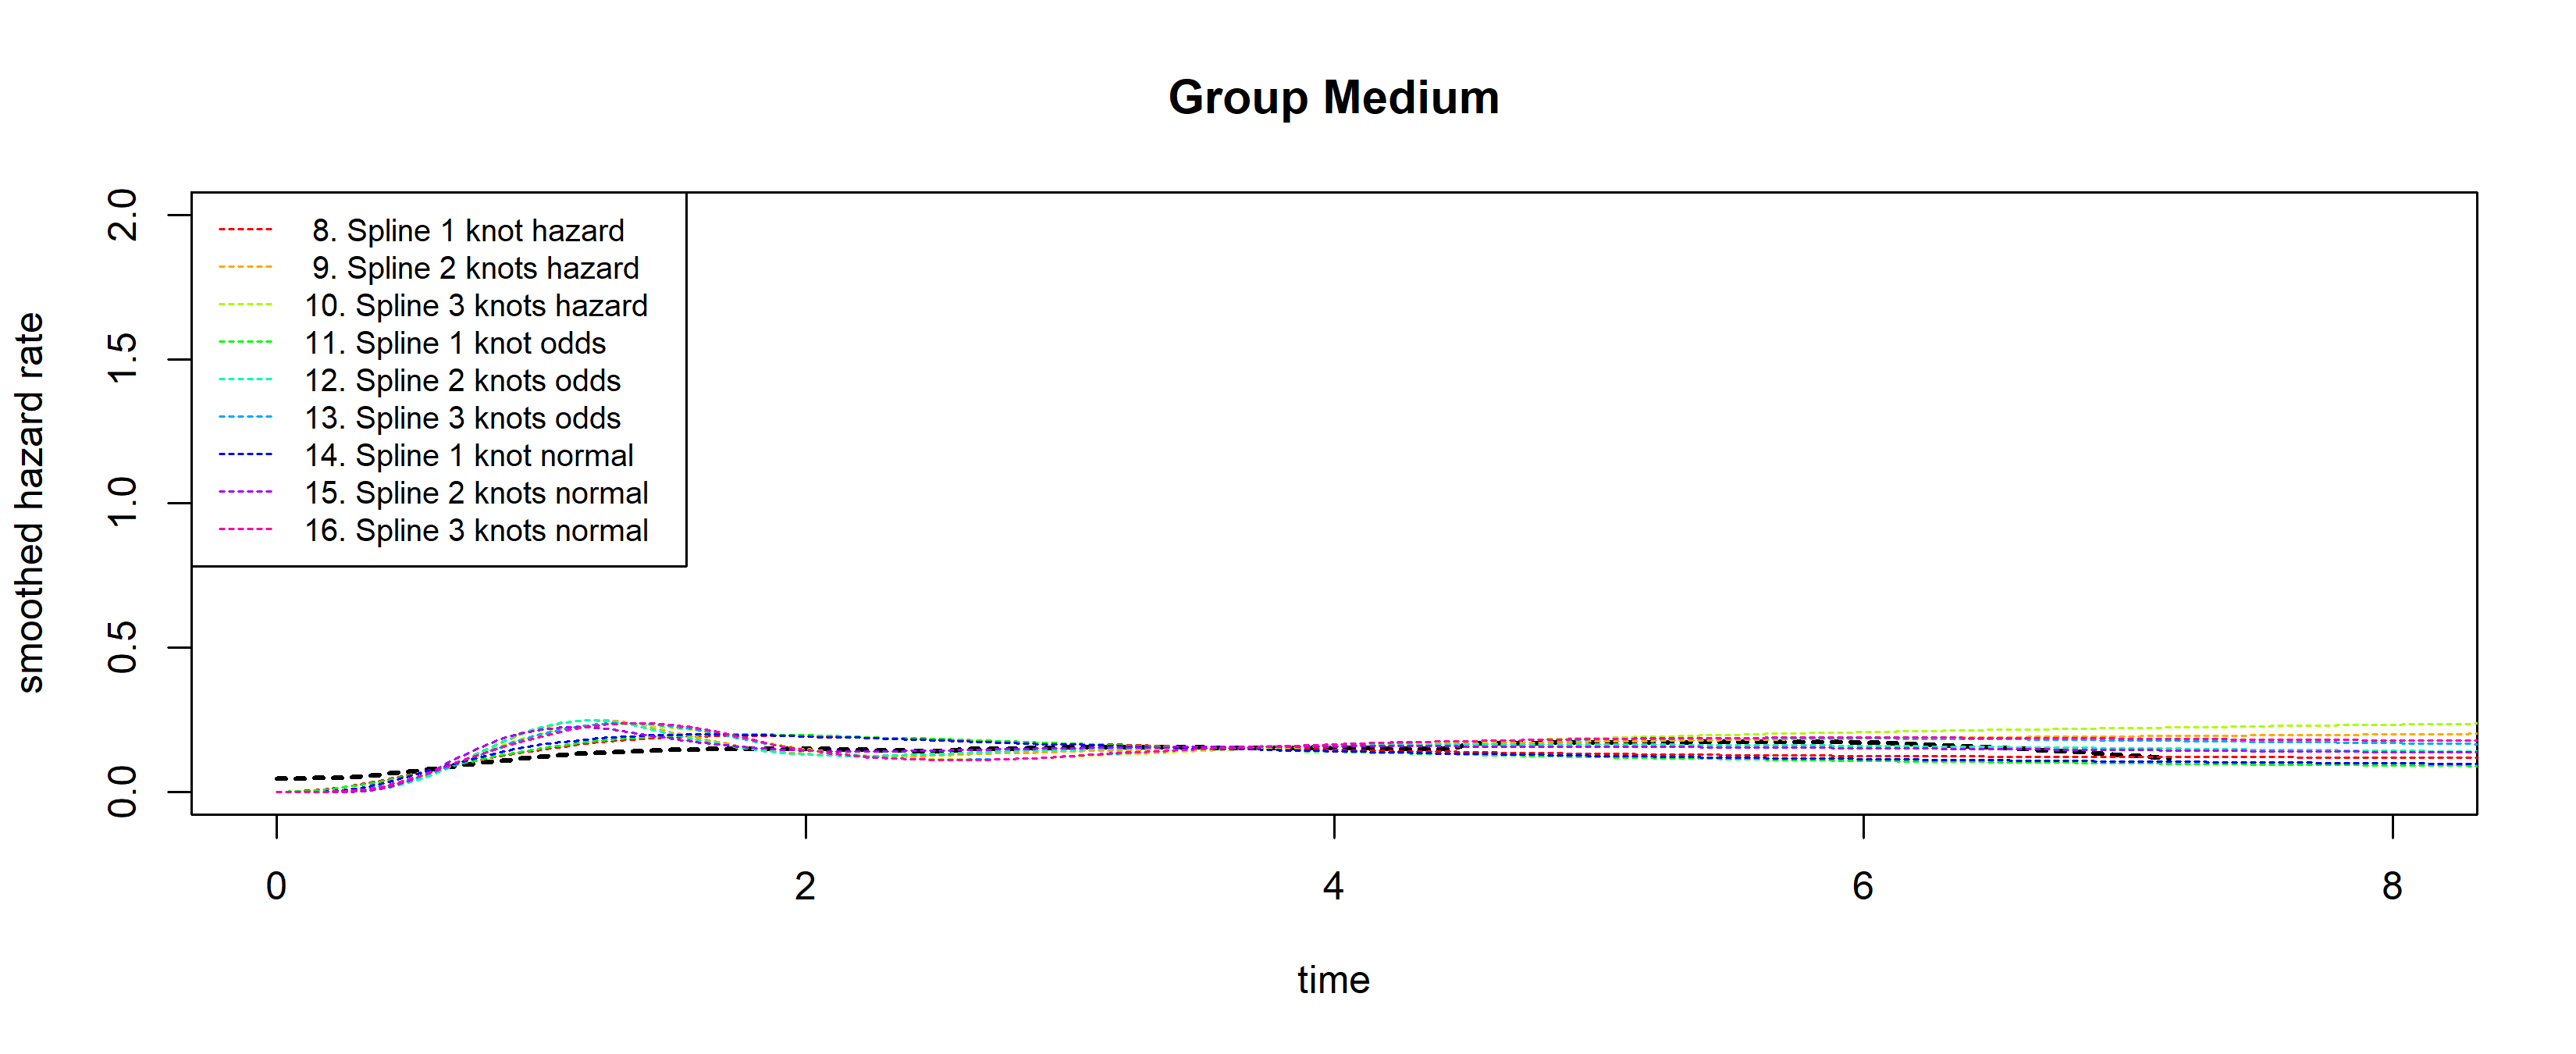 Group Medium
smoothed hazard rate
2.0
1.5
1.0
0.5
0.0
8. Spline 1 knot hazard
9. Spline 2 knots hazard
10. Spline 3 knots hazard
11. Spline 1 knot odds
12. Spline 2 knots odds
13. Spline 3 knots odds
14. Spline 1 knot normal
15. Spline 2 knots normal
16. Spline 3 knots normal
0 2 4 6 8
time